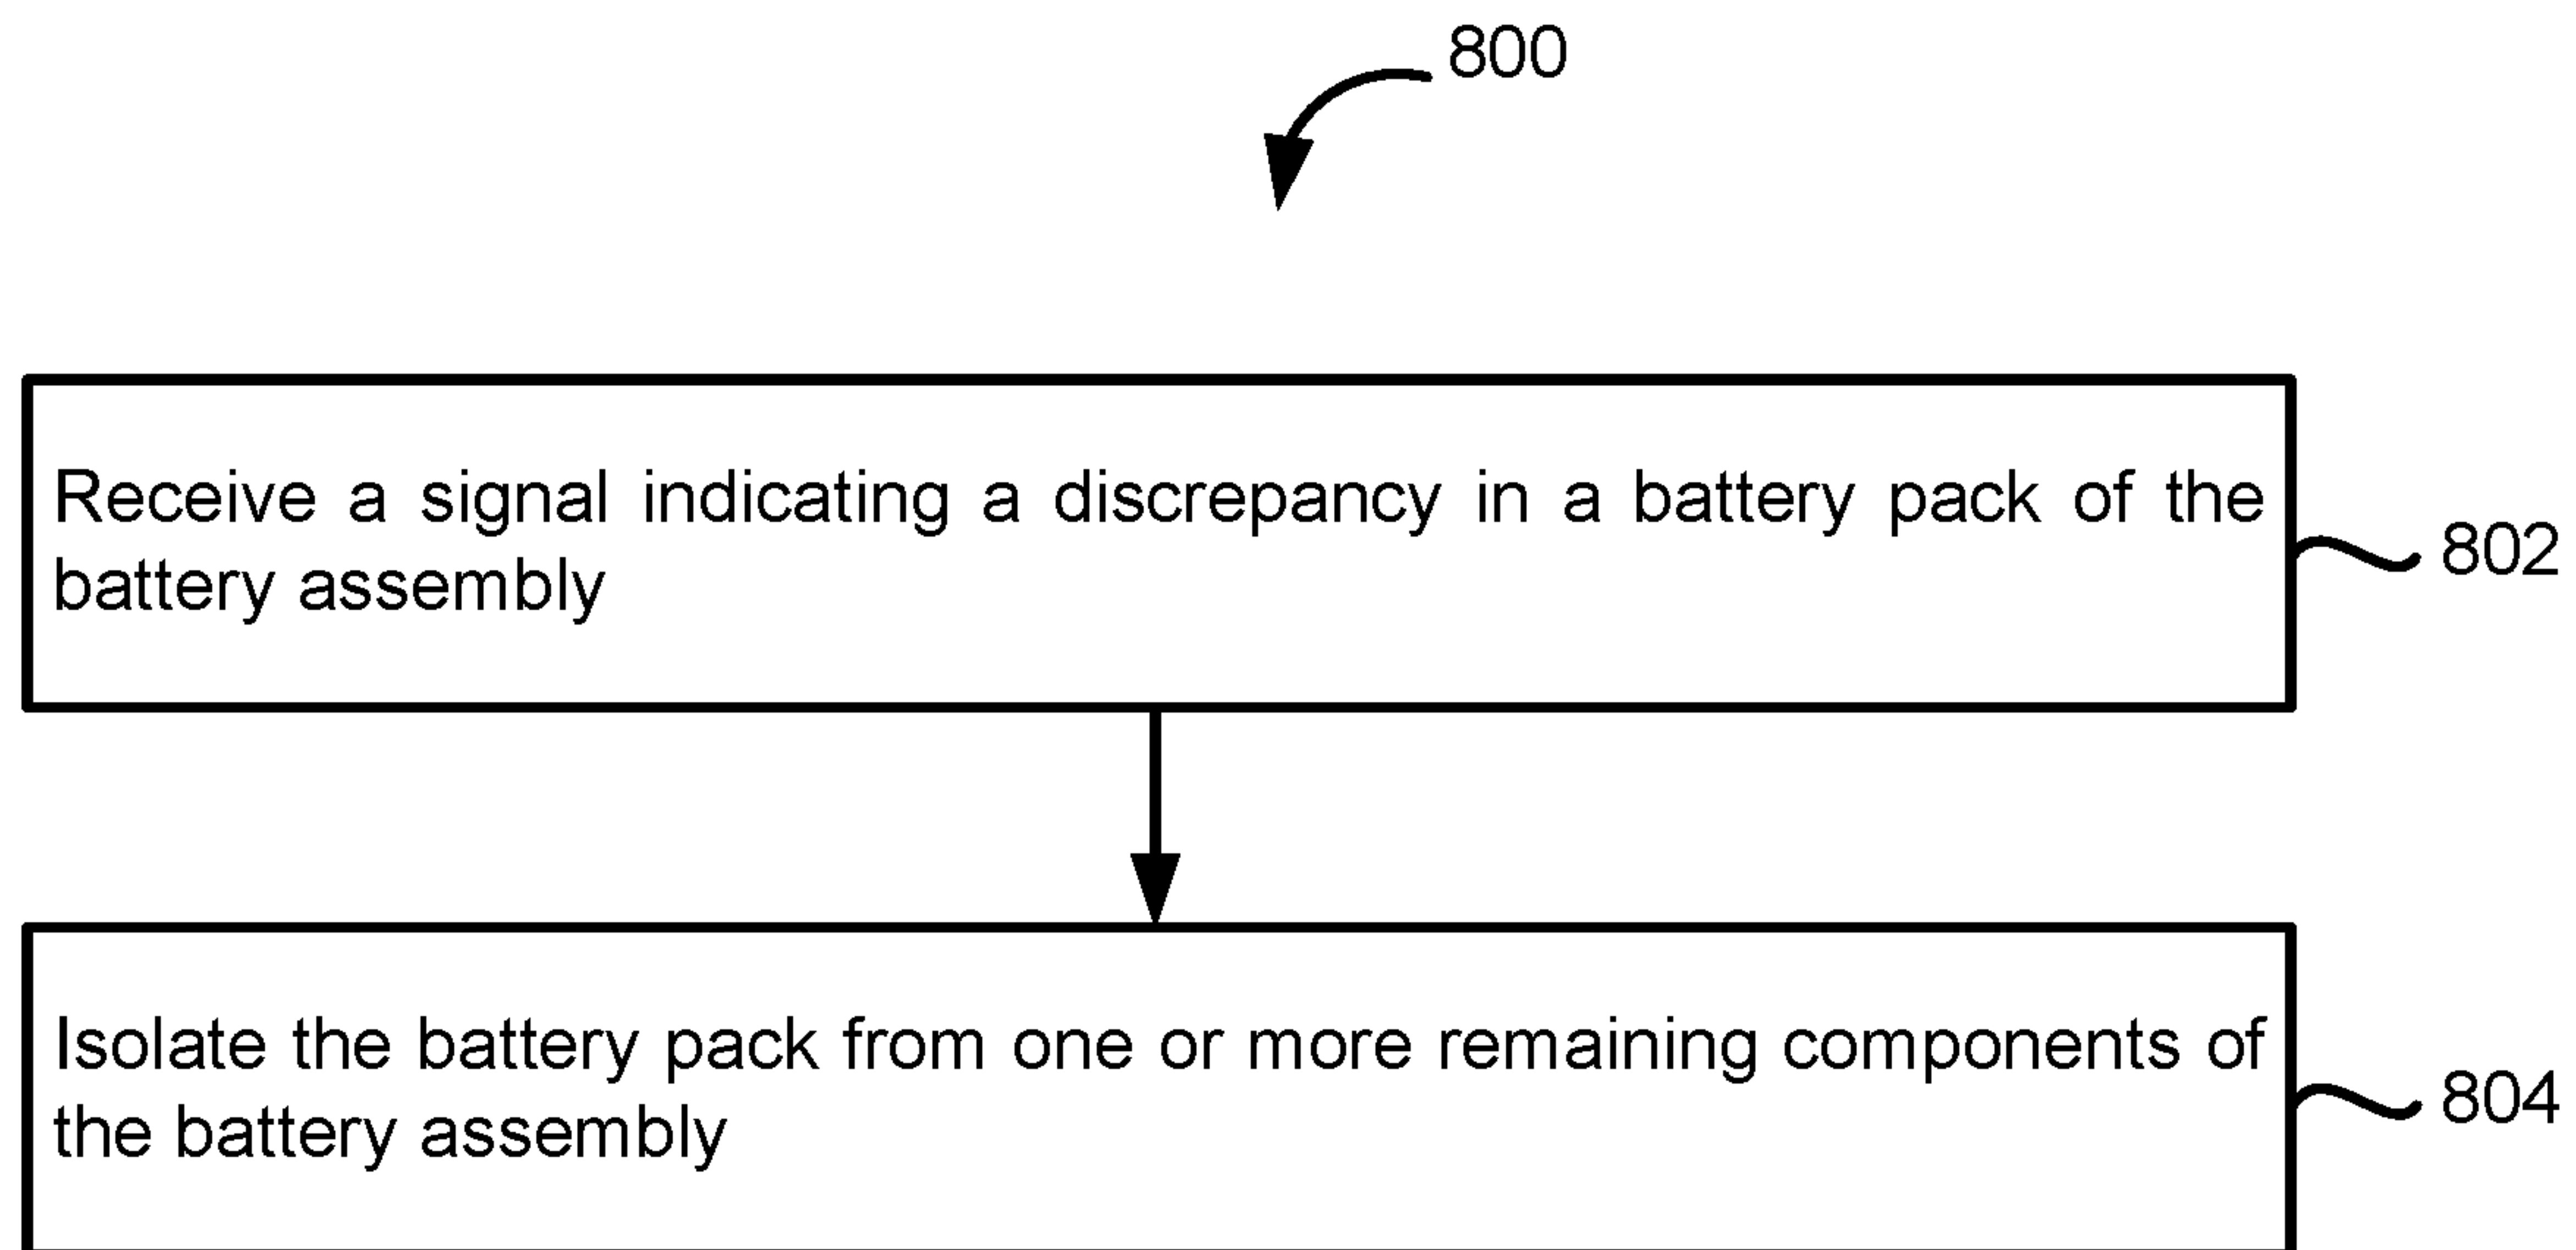 800
Receive a signal indicating a discrepancy in a battery pack of the
battery assembly
802
Isolate the battery pack from one or more remaining components of
the battery assembly
804